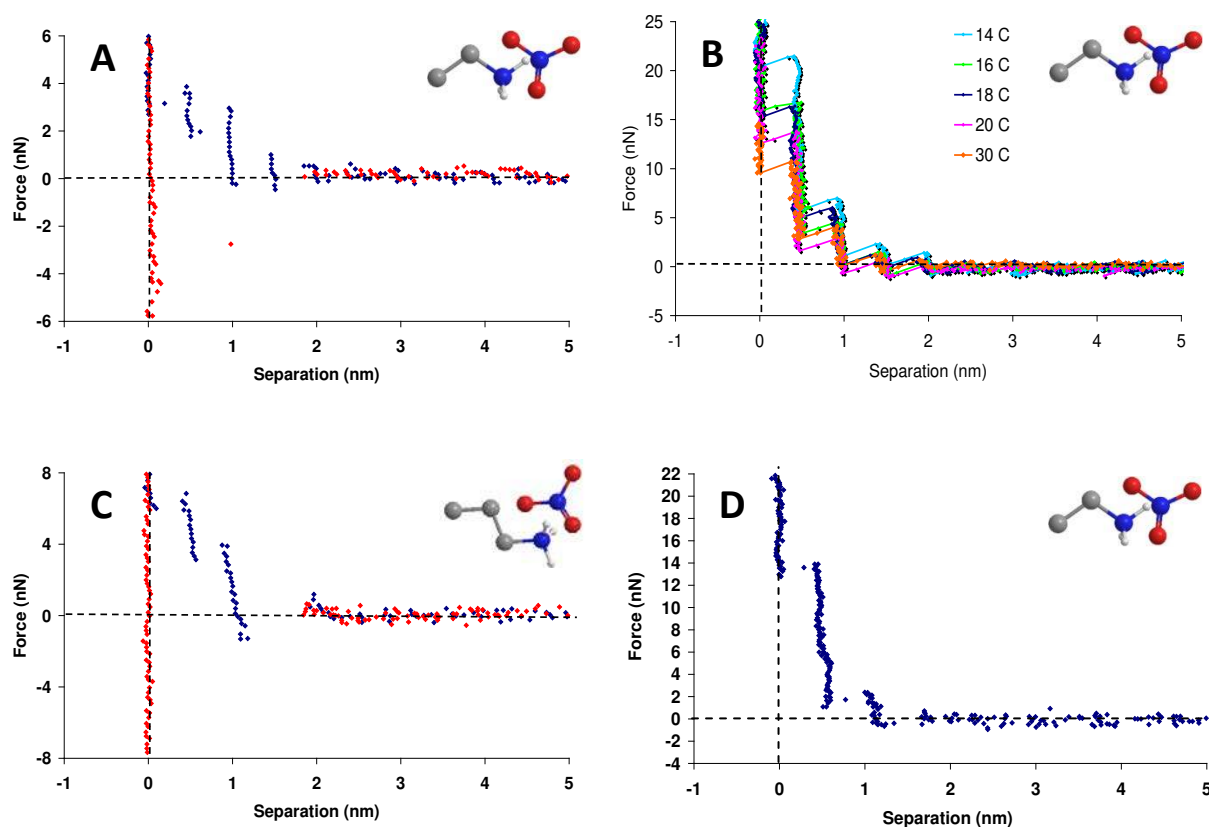 A
6
4
2
0
-2
-4
-6
Force (nN)
-1 0 1 2 3 4 5
Separation (nm)
B
25
20
15
10
5
0
-5
Force (nN)
14 C
16 C
18 C
20 C
30 C
-1 0 1 2 3 4 5
Separation (nm)
C
8
4
0
-4
-8
Force (nN)
-1 0 1 2 3 4 5
Separation (nm)
D
22
20
18
16
14
12
10
8
6
4
2
0
-2
-4
Force (nN)
-1 0 1 2 3 4 5
Separation (nm)